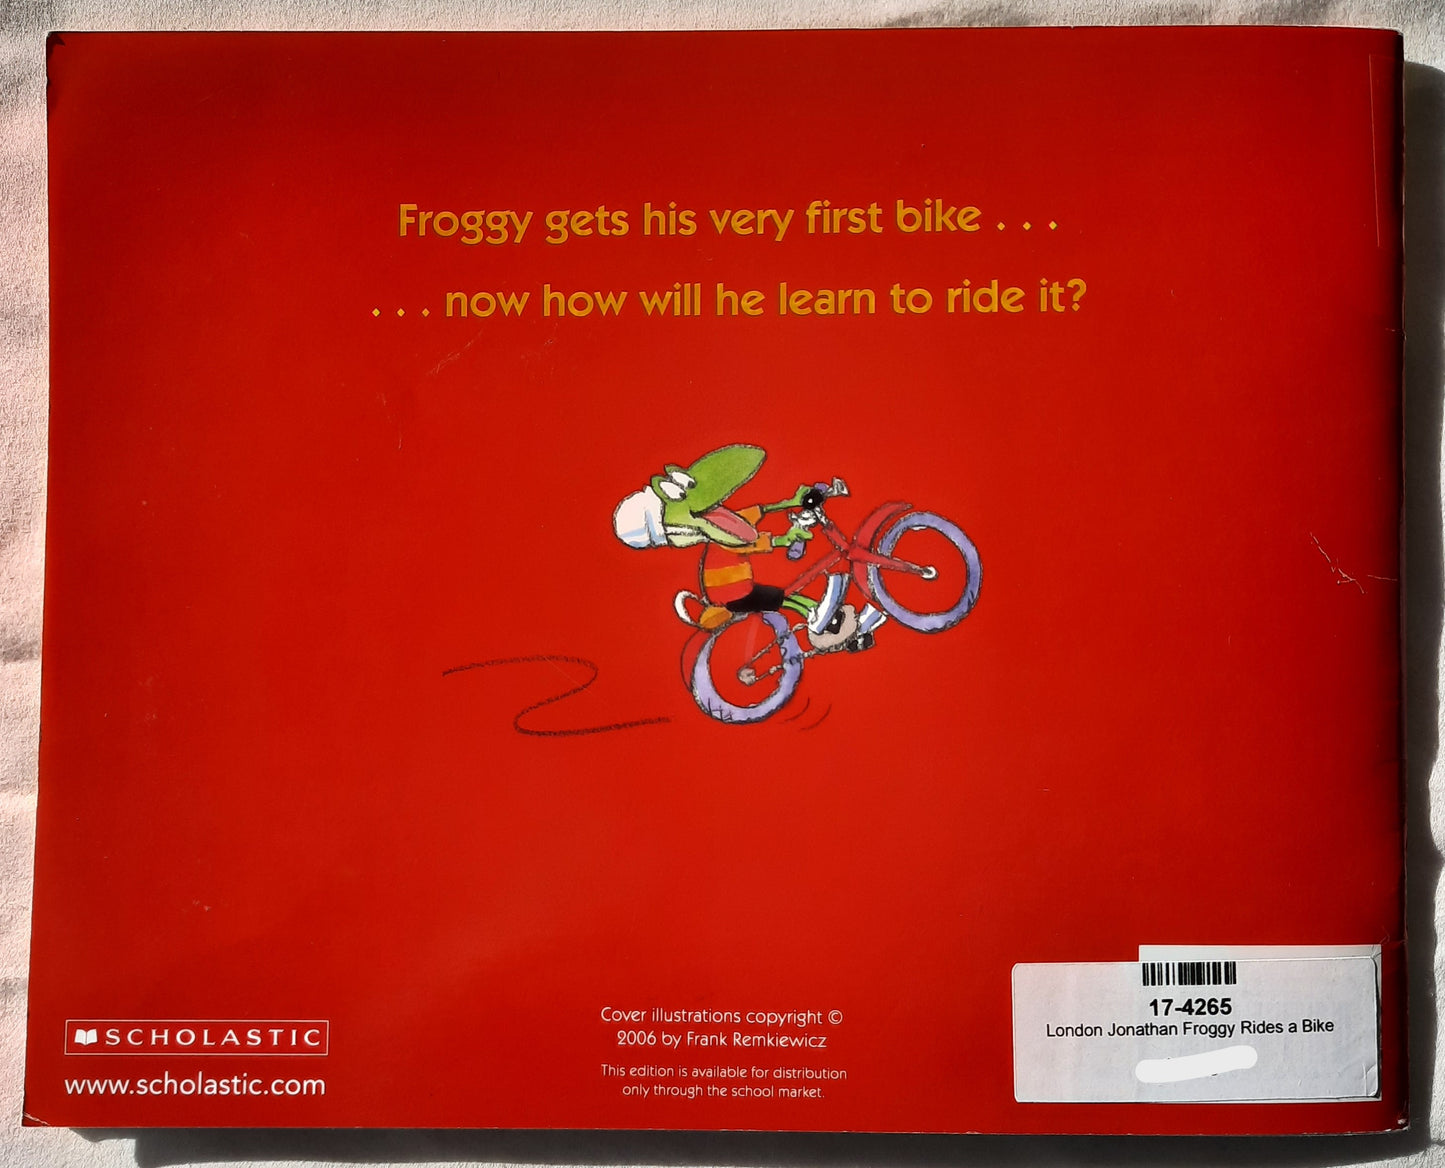 Froggy gets his very first bike . . .
. . . now how will he learn to ride it?
SCHOLASTIC
www.scholastic.com
Cover illustrations copyright ©
2006 by Frank Remkiewicz
This edition is available for distribution
only through the school market.
17-4265
London Jonathan Froggy Rides a Bike